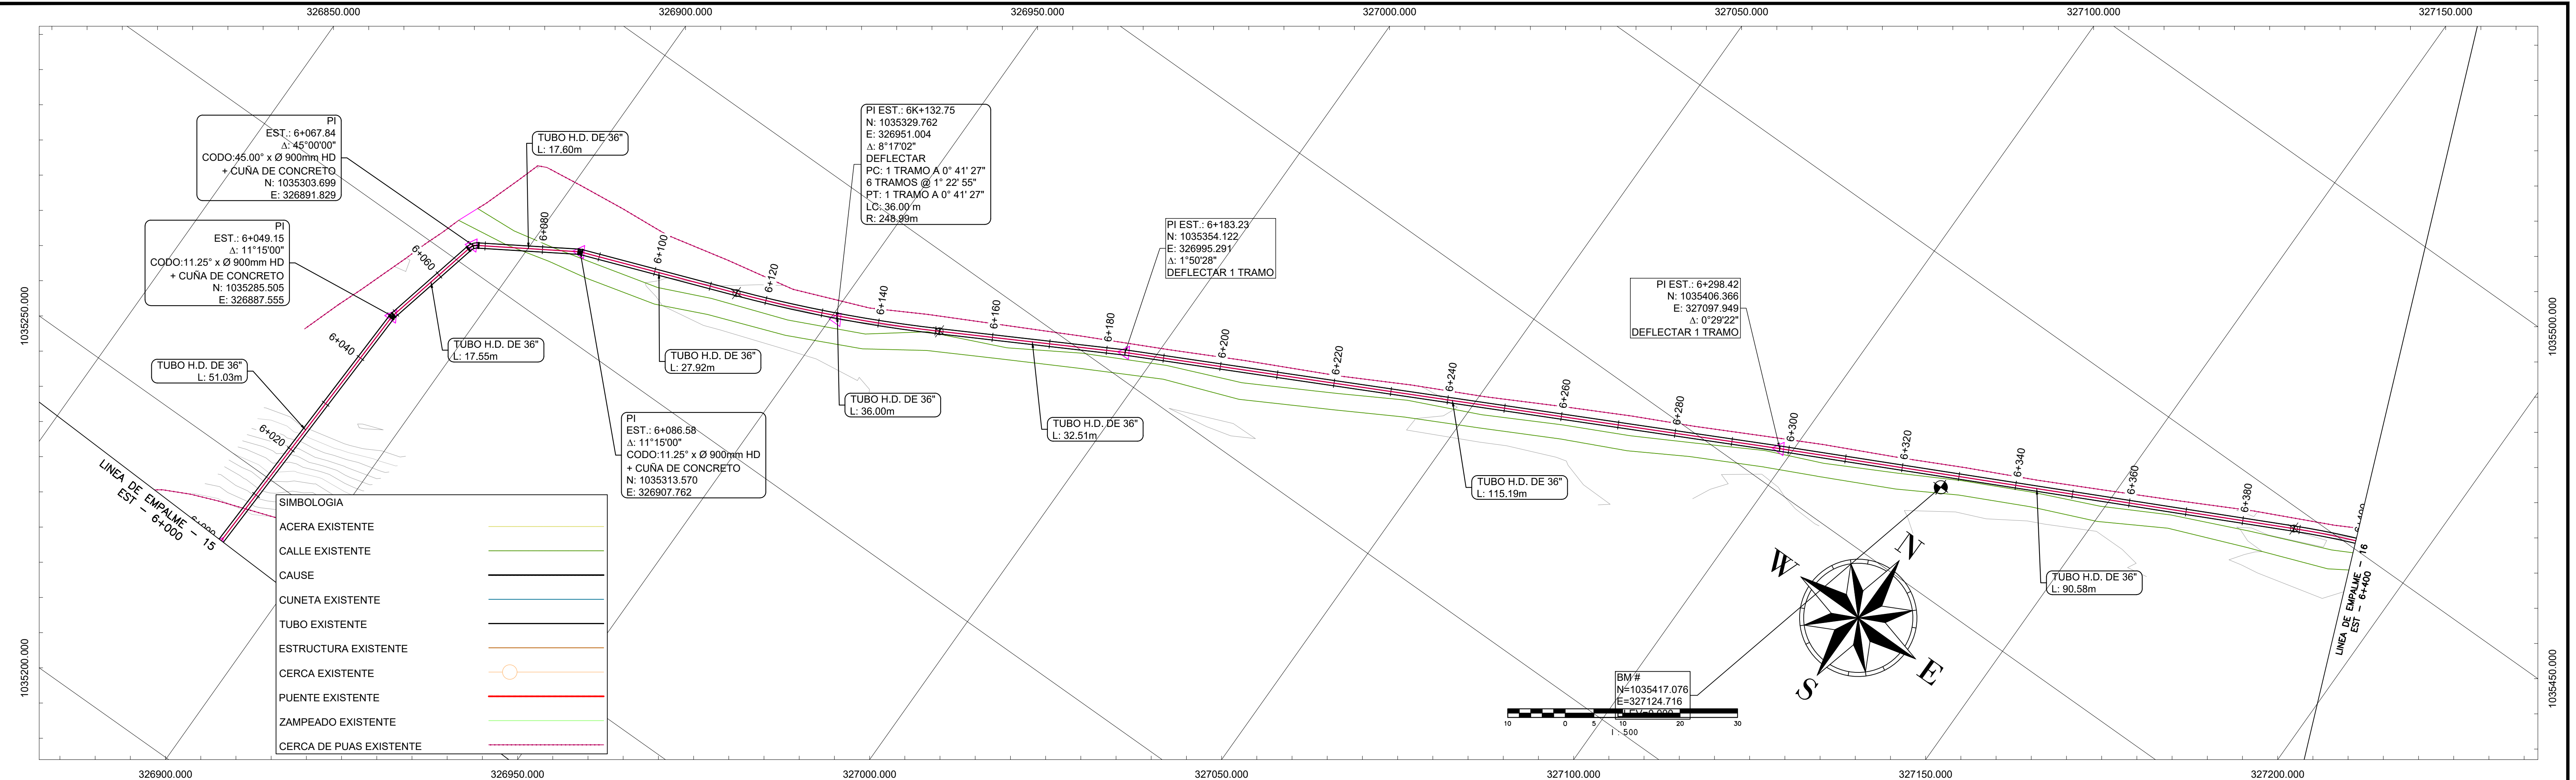 326850.000
326900.000
326950.000
327000.000
327050.000
327100.000
327150.000
PI
EST.: 6+067.84
Δ: 45°00'00"
CODO:45.00° x Ø 900mm HD
+ CUÑA DE CONCRETO
N: 1035303.699
E: 326891.829
TUBO H.D. DE 36"
L: 17.60m
PI EST.: 6K+132.75
N: 1035329.762
E: 326951.004
Δ: 8°17'02"
DEFLECTAR
PC: 1 TRAMO A 0° 41' 27"
6 TRAMOS @ 1° 22' 55"
PT: 1 TRAMO A 0° 41' 27"
LC: 36.00 m
R: 248.99m
PI
EST.: 6+049.15
Δ: 11°15'00"
CODO:11.25° x Ø 900mm HD
+ CUÑA DE CONCRETO
N: 1035285.505
E: 326887.555
PI EST.: 6+183.23
N: 1035354.122
E: 326995.291
Δ: 1°50'28"
DEFLECTAR 1 TRAMO
PI EST.: 6+298.42
N: 1035406.366
E: 327097.949
Δ: 0°29'22"
DEFLECTAR 1 TRAMO
6+000
6+020
6+040
6+060
6+080
6+100
6+120
6+140
6+160
6+180
6+200
6+220
6+240
6+260
6+280
6+300
6+320
6+340
6+360
6+380
6+400
1035250.000
1035500.000
TUBO H.D. DE 36"
L: 51.03m
TUBO H.D. DE 36"
L: 17.55m
TUBO H.D. DE 36"
L: 27.92m
TUBO H.D. DE 36"
L: 36.00m
TUBO H.D. DE 36"
L: 32.51m
PI
EST.: 6+086.58
Δ: 11°15'00"
CODO:11.25° x Ø 900mm HD
+ CUÑA DE CONCRETO
N: 1035313.570
E: 326907.762
TUBO H.D. DE 36"
L: 115.19m
TUBO H.D. DE 36"
L: 90.58m
LINEA DE EMPALME - 15
EST - 6+000
LINEA DE EMPALME - 16
EST - 6+400
SIMBOLOGIA
ACERA EXISTENTE
CALLE EXISTENTE
CAUSE
CUNETA EXISTENTE
TUBO EXISTENTE
ESTRUCTURA EXISTENTE
CERCA EXISTENTE
PUENTE EXISTENTE
ZAMPEADO EXISTENTE
CERCA DE PUAS EXISTENTE
N
W
E
S
BM #
N=1035417.076
E=327124.716
10 0 5 10 20 30
1 : 500
1035200.000
1035450.000
326900.000
326950.000
327000.000
327050.000
327100.000
327150.000
327200.000